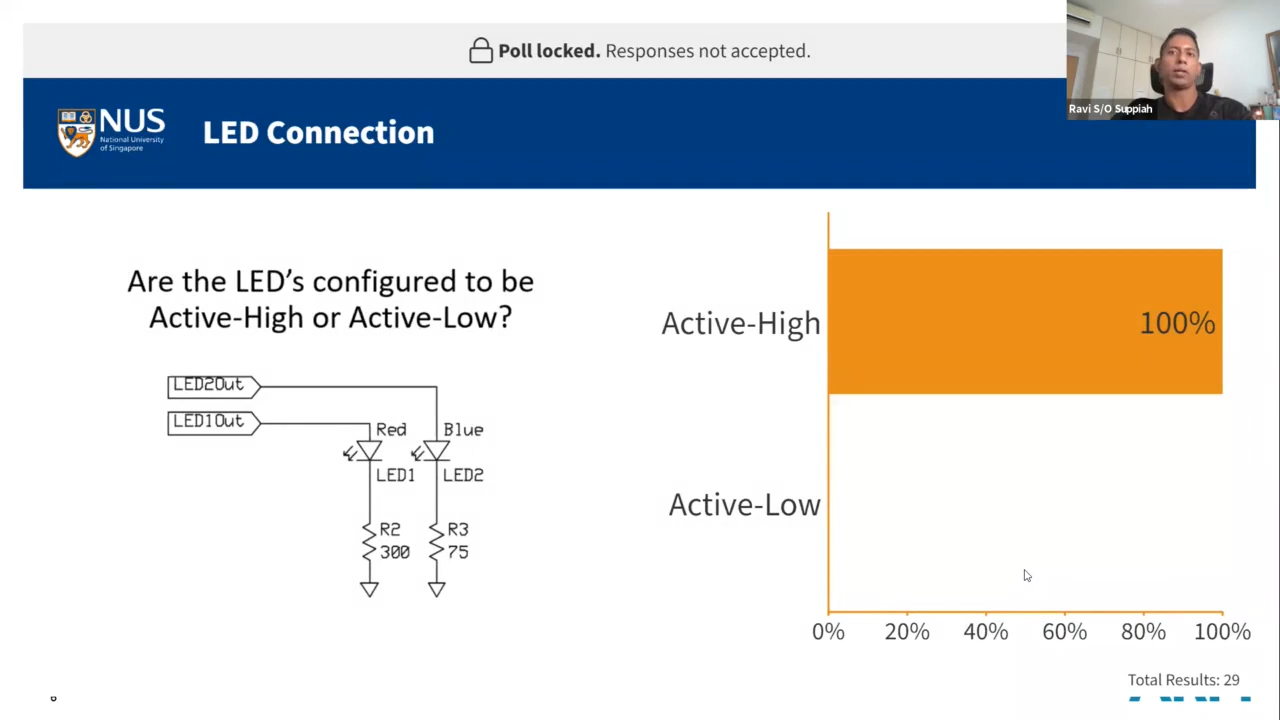 Poll locked. Responses not accepted.
Ravi S/O Suppiah
NUS
National University
of Singapore
LED Connection
Are the LED's configured to be
Active-High or Active-Low?
LED2Out
LED1Out
Red
Blue
LED1
LED2
R2
300
R3
75
Active-High
100%
Active-Low
0%
20%
40%
60%
80%
100%
Total Results: 29